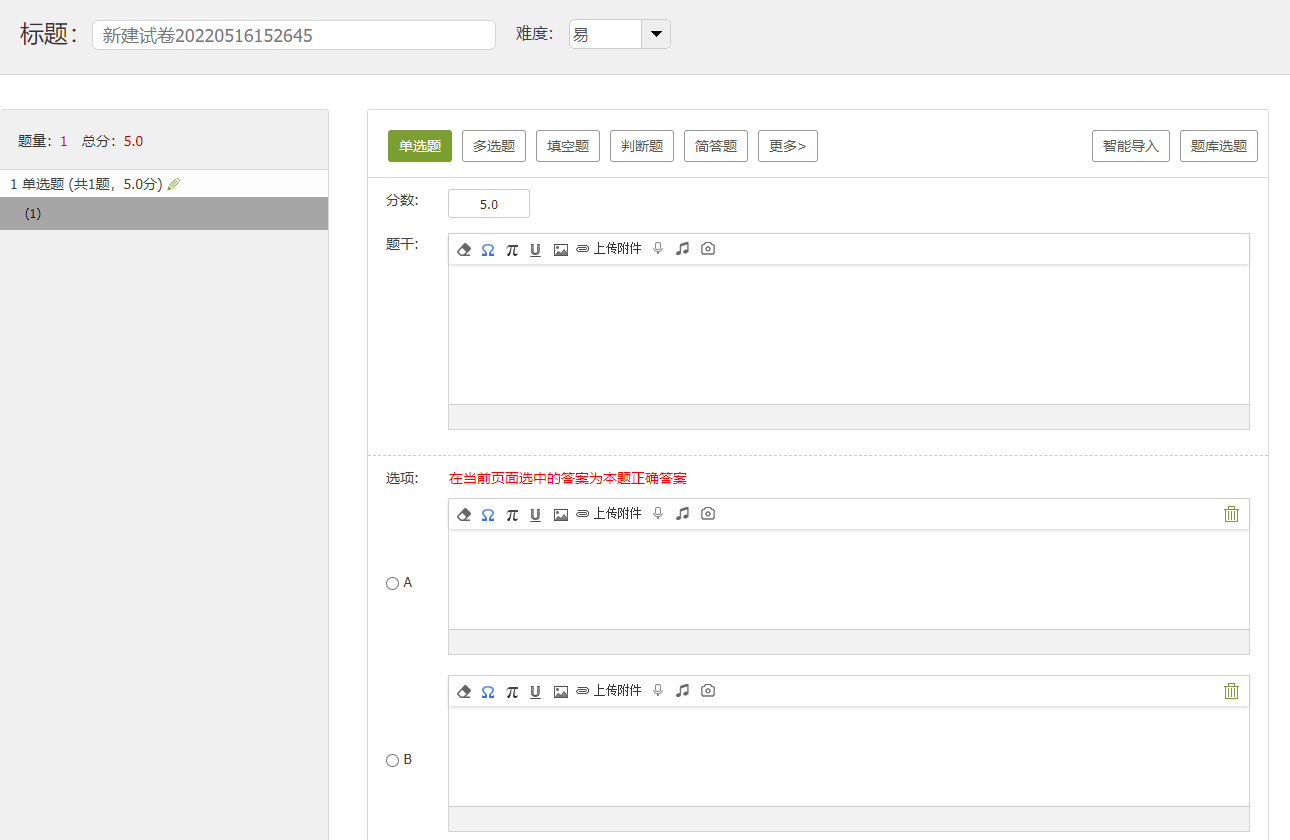 标题： 新建试卷20220516152645 难度： 易
题量：1 总分：5.0
1 单选题 (共1题，5.0分)
(1)
单选题 多选题 填空题 判断题 简答题 更多> 智能导入 题库选题
分数： 5.0
题干： Ω π U 上传附件
选项： 在当前页面选中的答案为本题正确答案
Ω π U 上传附件
A
Ω π U 上传附件
B